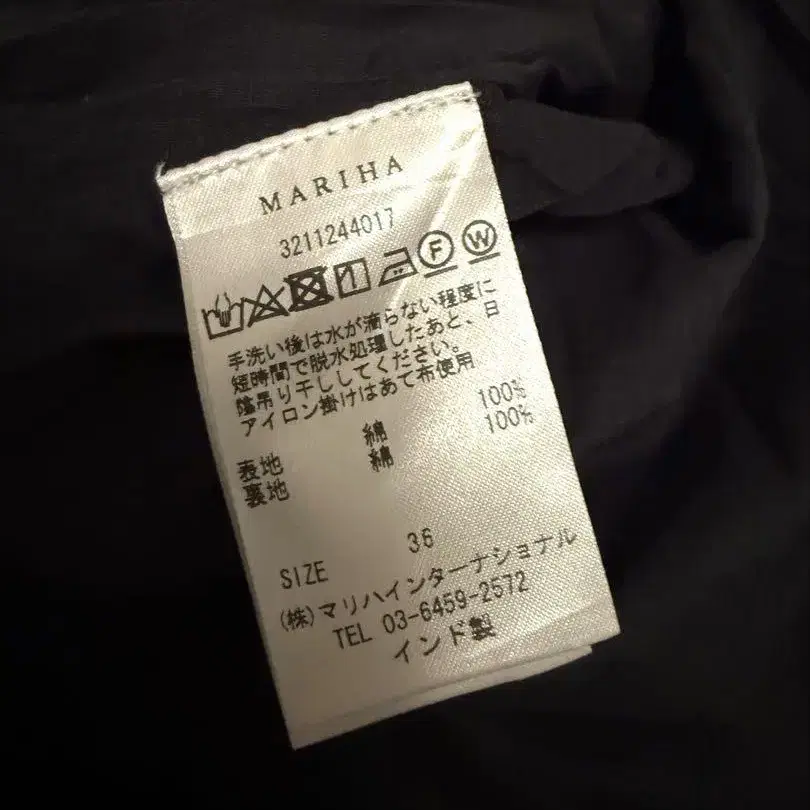 MARIHA
3211244017
F W
手洗い後は水が滴らない程度に
短時間で脱水処理したあと、日
陰吊り干ししてください。
アイロン掛けはあて布使用
表地 綿 100%
裏地 綿 100%
SIZE 36
(株)マリハインターナショナル
TEL 03-6459-2572
インド製